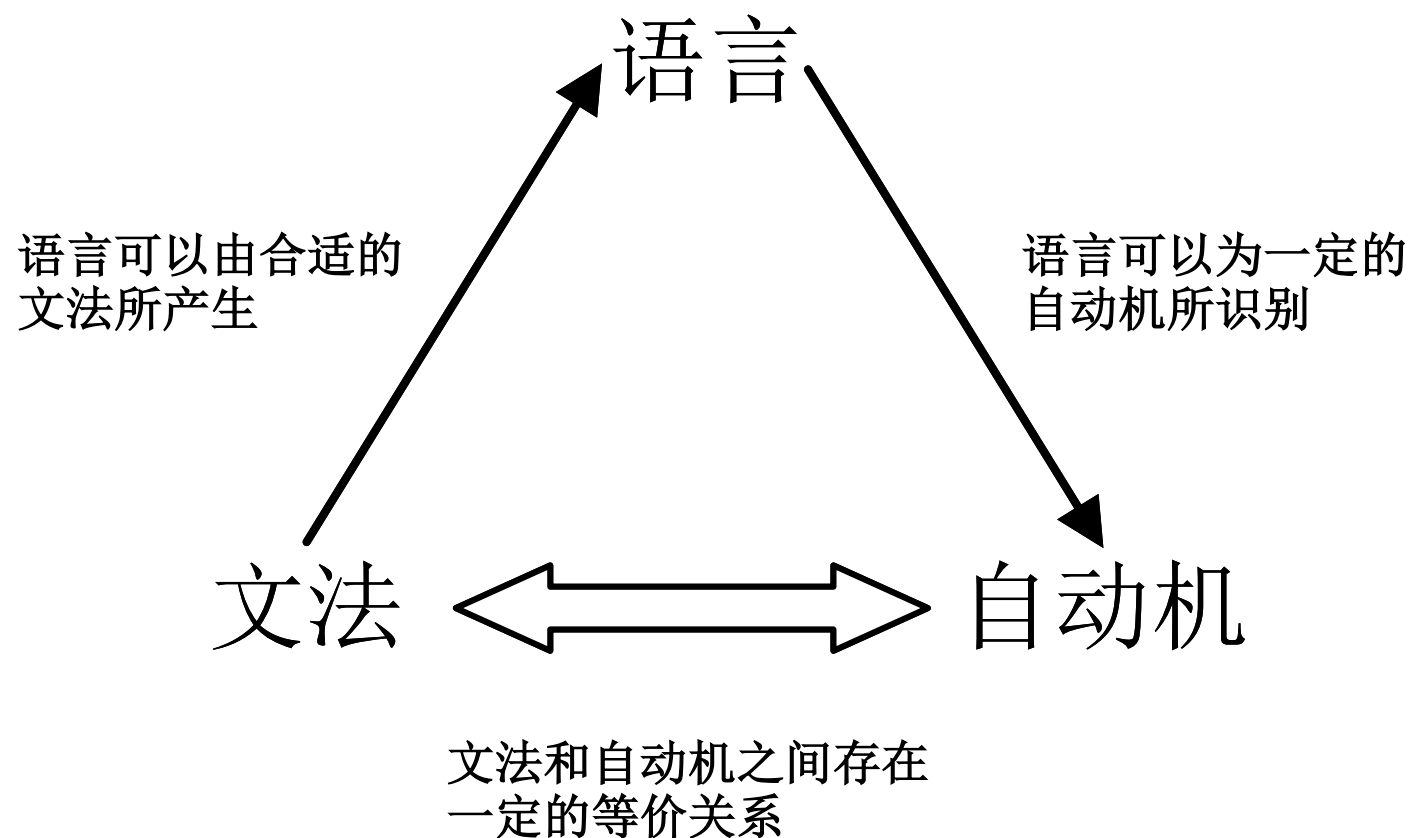 语言
语言可以由合适的
文法所产生
语言可以为一定的
自动机所识别
文法
自动机
文法和自动机之间存在
一定的等价关系